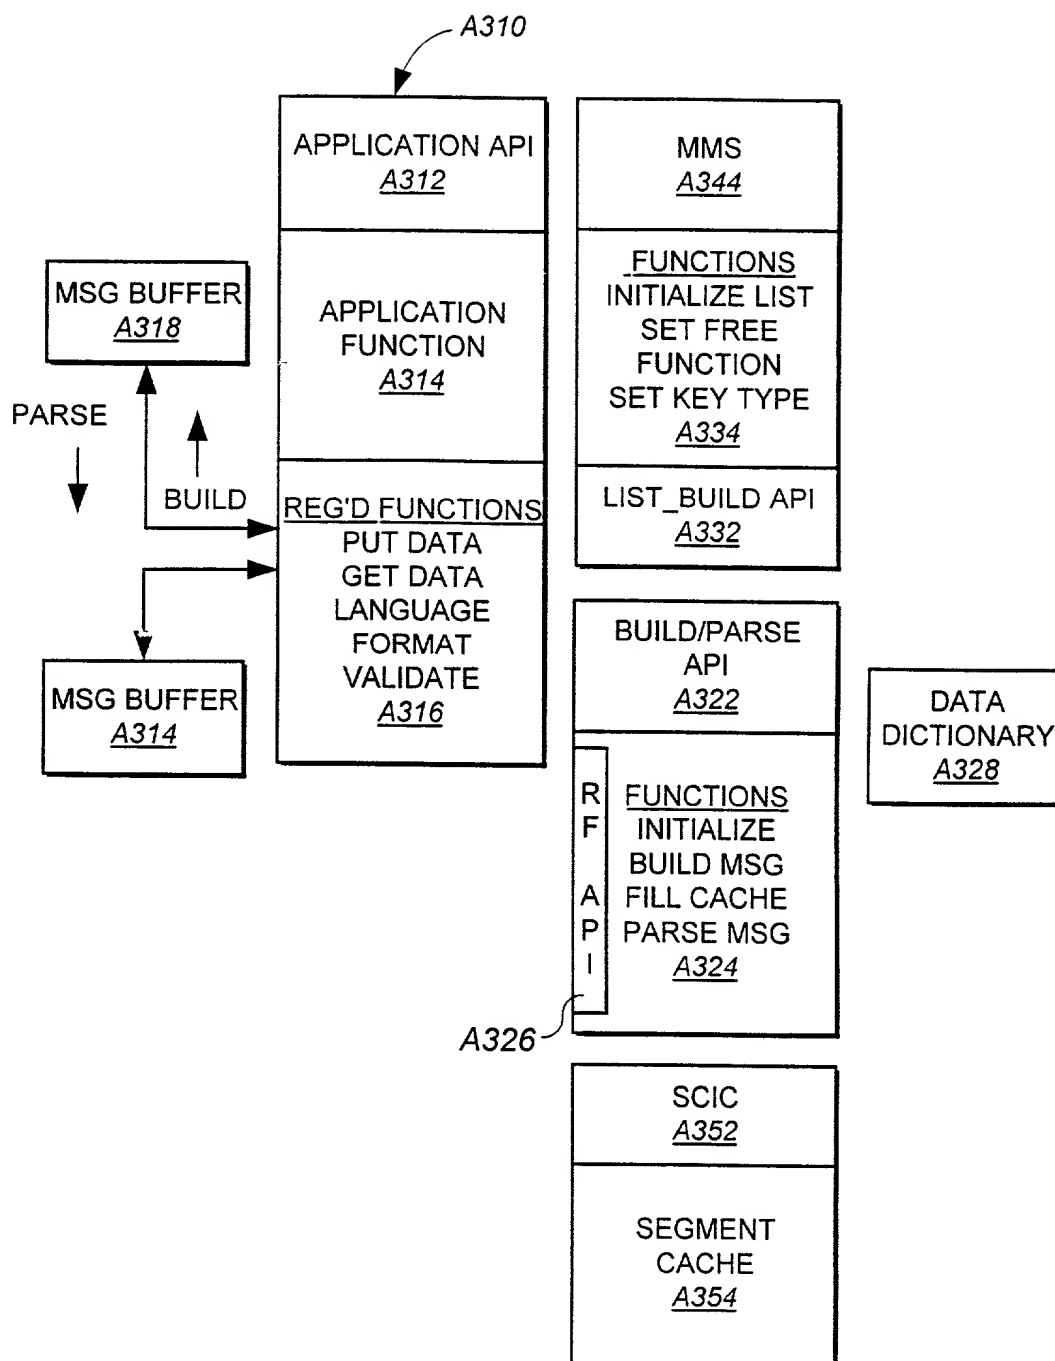 A310
APPLICATION API
A312
APPLICATION
FUNCTION
A314
REG'D FUNCTIONS
PUT DATA
GET DATA
LANGUAGE
FORMAT
VALIDATE
A316
MSG BUFFER
A318
PARSE
BUILD
MSG BUFFER
A314
MMS
A344
FUNCTIONS
INITIALIZE LIST
SET FREE
FUNCTION
SET KEY TYPE
A334
LIST_BUILD API
A332
BUILD/PARSE
API
A322
RF API
FUNCTIONS
INITIALIZE
BUILD MSG
FILL CACHE
PARSE MSG
A324
A326
DATA
DICTIONARY
A328
SCIC
A352
SEGMENT
CACHE
A354